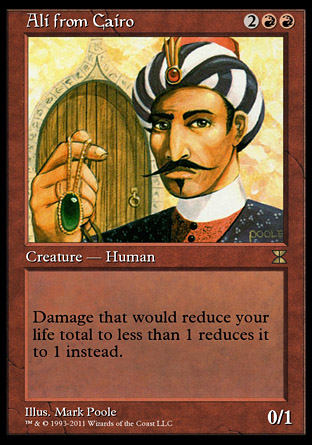 Ali from Cairo 2
POOLE
Creature — Human
Damage that would reduce your
life total to less than 1 reduces it
to 1 instead.
Illus. Mark Poole
™ & © 1993-2011 Wizards of the Coast LLC
0/1